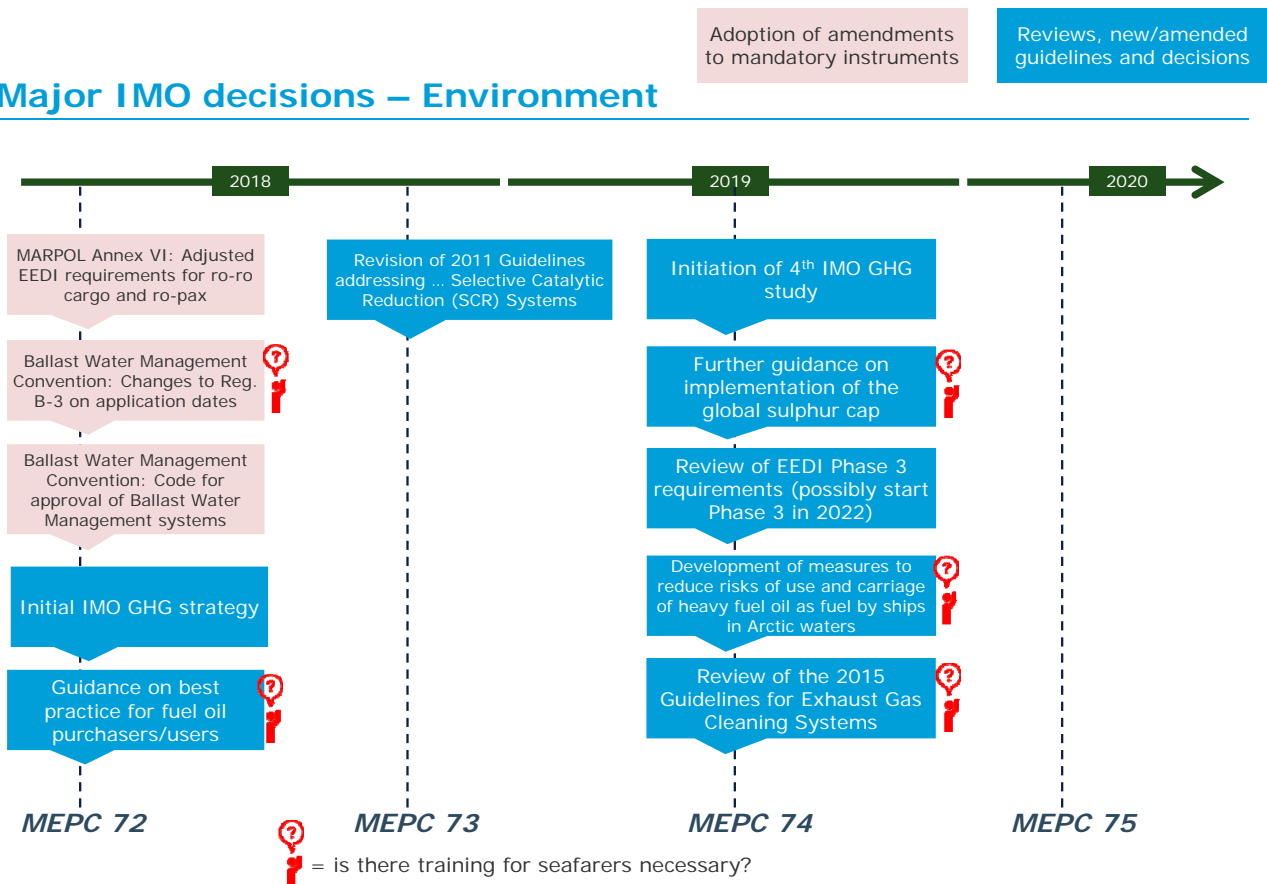 Adoption of amendments
to mandatory instruments
Reviews, new/amended
guidelines and decisions
Major IMO decisions – Environment
2018
2019
2020
MARPOL Annex VI: Adjusted
EEDI requirements for ro-ro
cargo and ro-pax
Ballast Water Management
Convention: Changes to Reg.
B-3 on application dates
?
Ballast Water Management
Convention: Code for
approval of Ballast Water
Management systems
Initial IMO GHG strategy
Guidance on best
practice for fuel oil
purchasers/users
?
Revision of 2011 Guidelines
addressing ... Selective Catalytic
Reduction (SCR) Systems
Initiation of 4th IMO GHG
study
Further guidance on
implementation of the
global sulphur cap
?
Review of EEDI Phase 3
requirements (possibly start
Phase 3 in 2022)
Development of measures to
reduce risks of use and carriage
of heavy fuel oil as fuel by ships
in Arctic waters
?
Review of the 2015
Guidelines for Exhaust Gas
Cleaning Systems
?
MEPC 72
MEPC 73
MEPC 74
MEPC 75
?
= is there training for seafarers necessary?